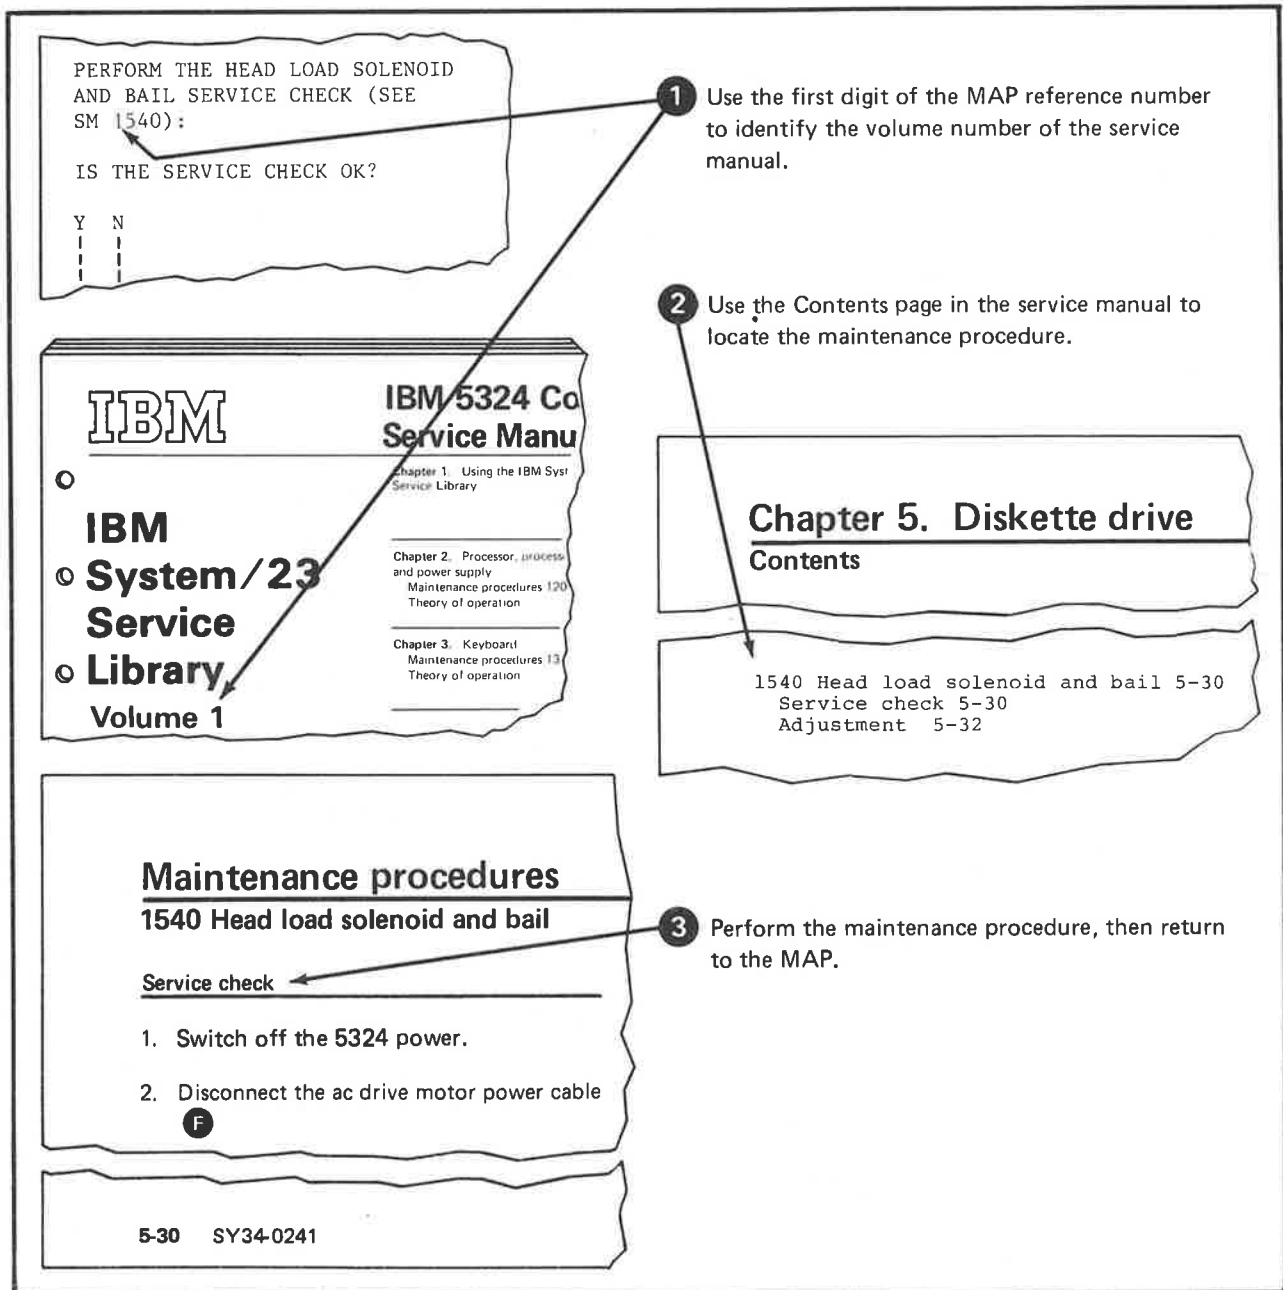 PERFORM THE HEAD LOAD SOLENOID
AND BAIL SERVICE CHECK (SEE
SM 1540):
IS THE SERVICE CHECK OK?
Y N
1 Use the first digit of the MAP reference number
to identify the volume number of the service
manual.
2 Use the Contents page in the service manual to
locate the maintenance procedure.
IBM
IBM 5324 Co
Service Manu
Chapter 1. Using the IBM Syst
Service Library
IBM
System/23
Service
Library
Volume 1
Chapter 2. Processor, process
and power supply
Maintenance procedures 120
Theory of operation
Chapter 3. Keyboard
Maintenance procedures 13
Theory of operation
Chapter 5. Diskette drive
Contents
1540 Head load solenoid and bail 5-30
Service check 5-30
Adjustment 5-32
Maintenance procedures
1540 Head load solenoid and bail
Service check
1. Switch off the 5324 power.
2. Disconnect the ac drive motor power cable
F
3 Perform the maintenance procedure, then return
to the MAP.
5-30 SY34-0241